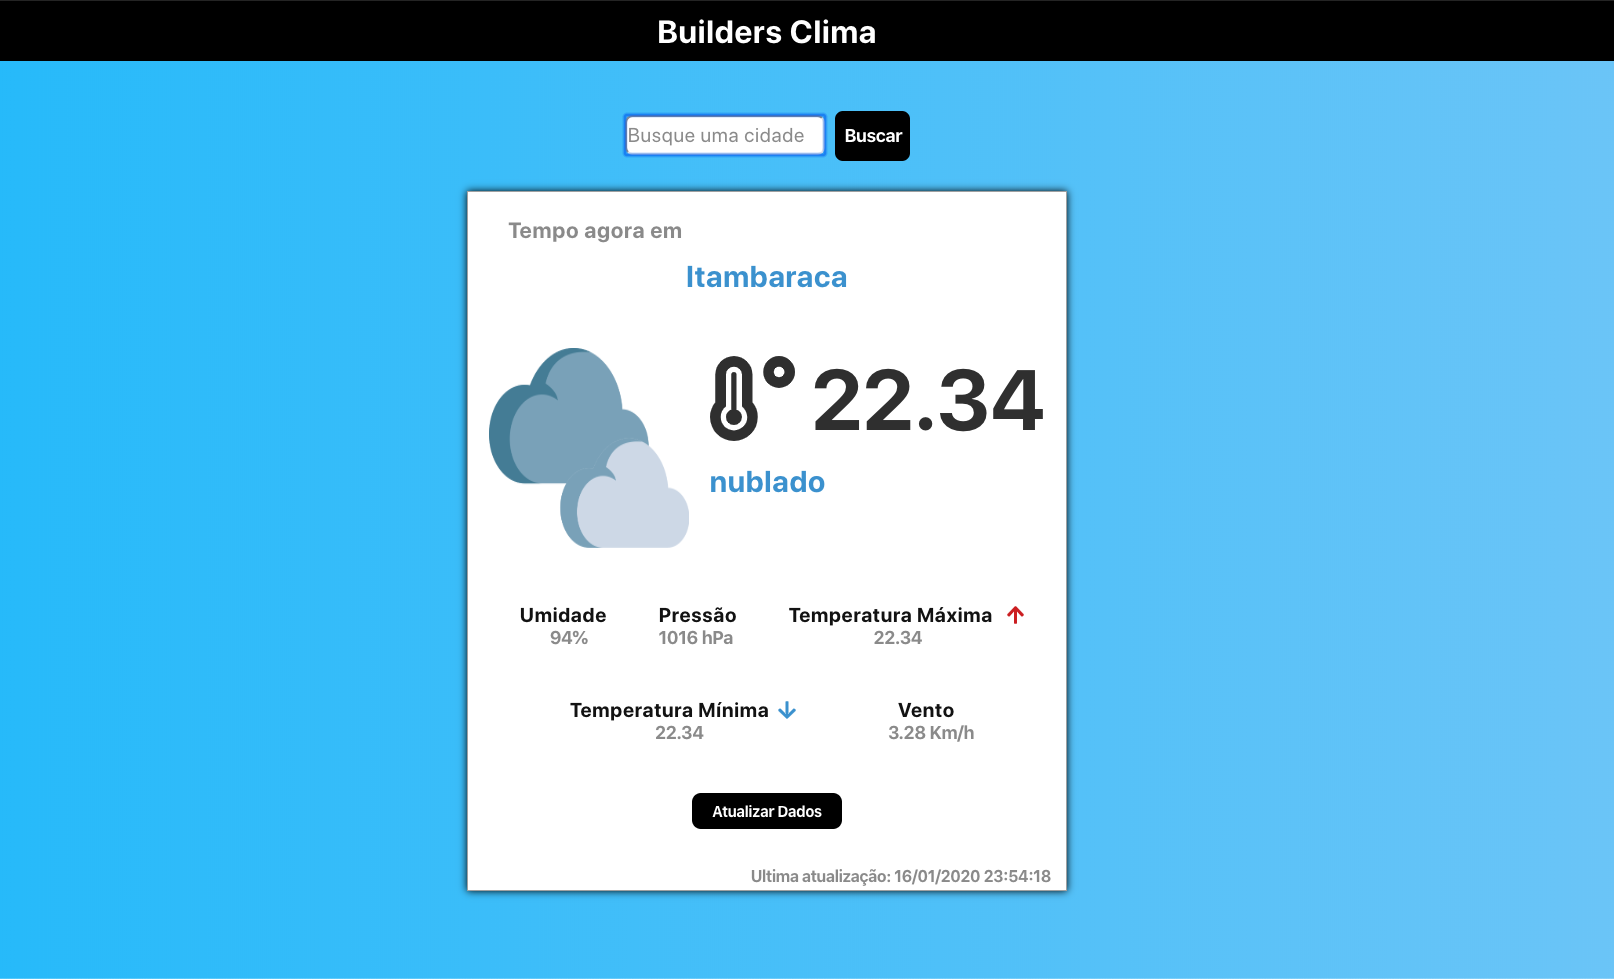 Builders Clima
Busque uma cidade
Buscar
Tempo agora em
Itambaraca
° 22.34
nublado
Umidade
94%
Pressão
1016 hPa
Temperatura Máxima
22.34
Temperatura Mínima
22.34
Vento
3.28 Km/h
Atualizar Dados
Ultima atualização: 16/01/2020 23:54:18